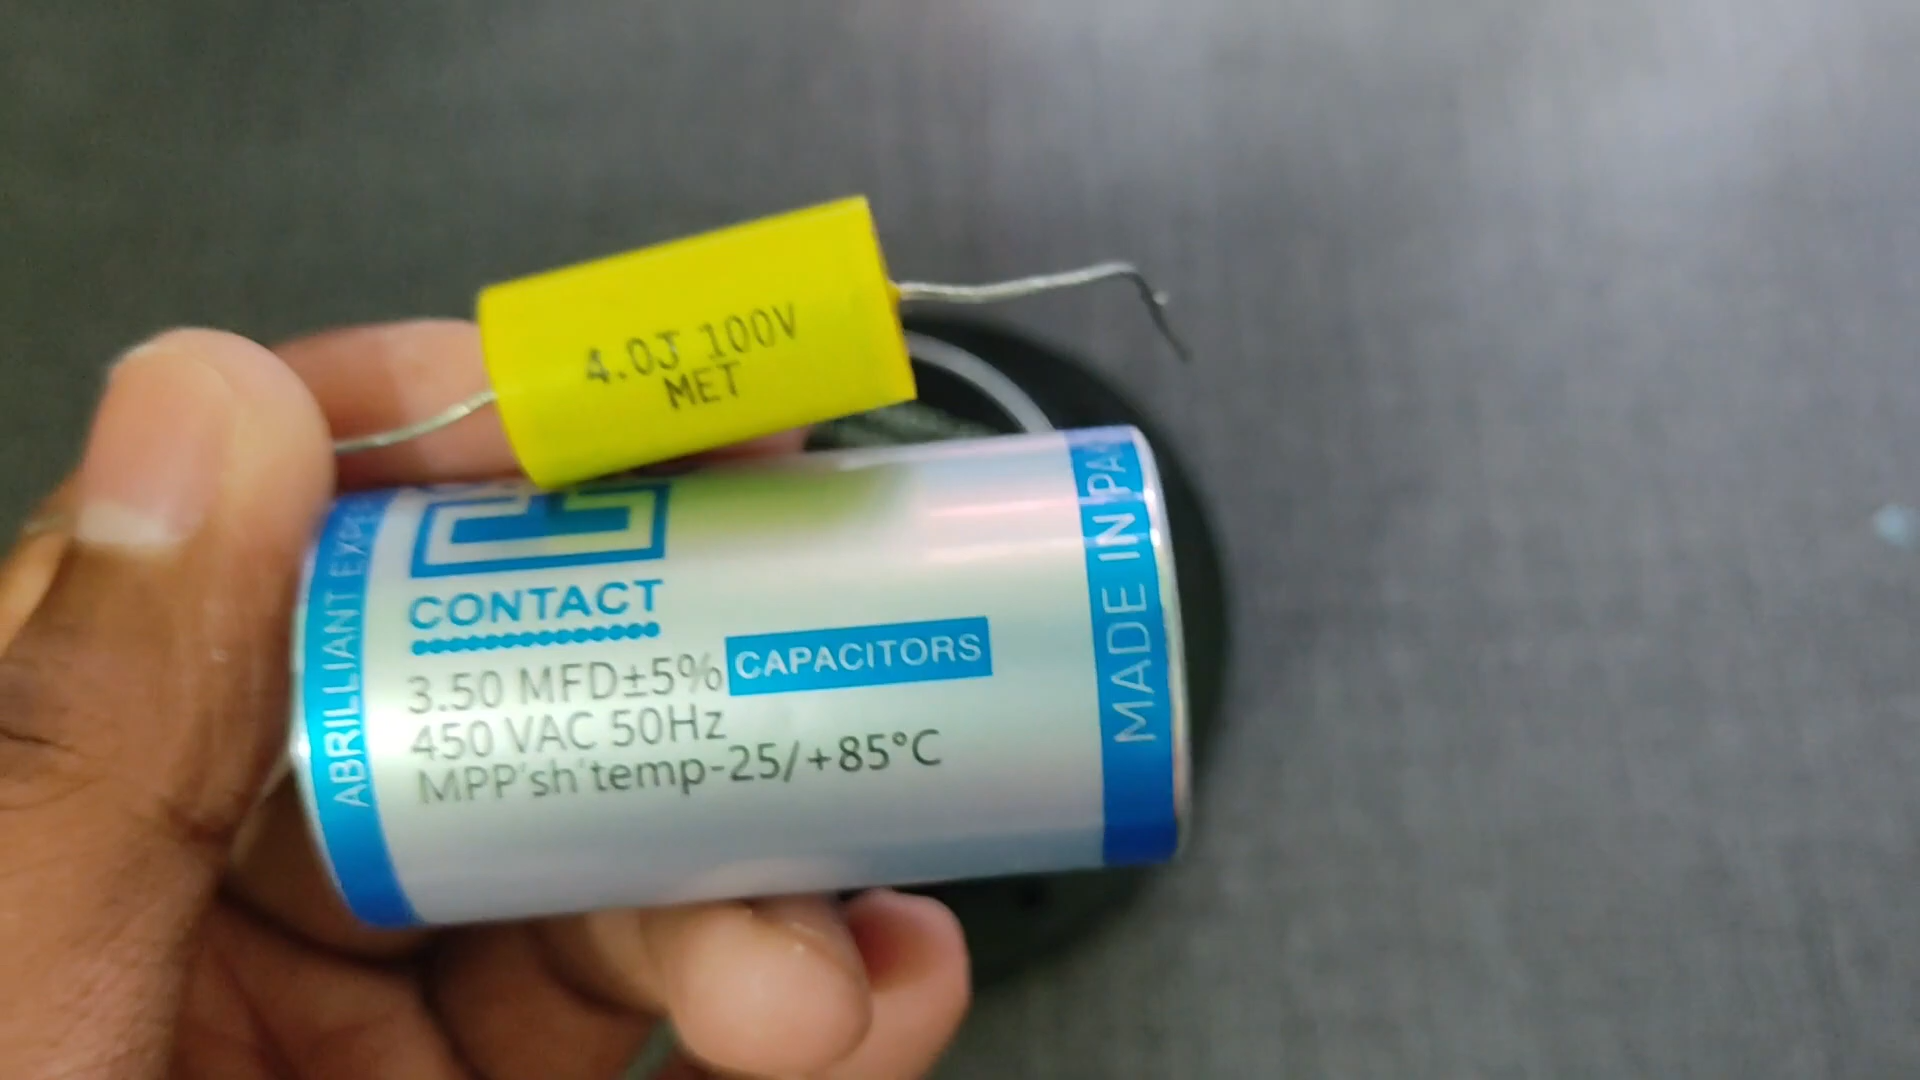 4.0J 100V
MET
CONTACT
CAPACITORS
3.50 MFD±5%
450 VAC 50Hz
MPP'sh'temp-25/+85°C
ABRILLIANT
MADE IN